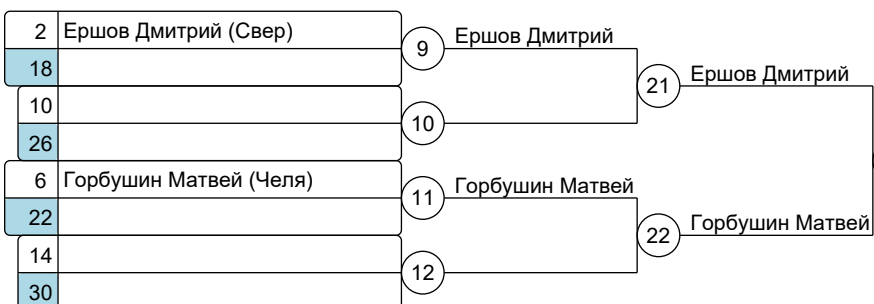 2 Ершов Дмитрий (Свер)
18
10
26
6 Горбушин Матвей (Челя)
22
14
30
9 Ершов Дмитрий
10
11 Горбушин Матвей
12
21 Ершов Дмитрий
22 Горбушин Матвей